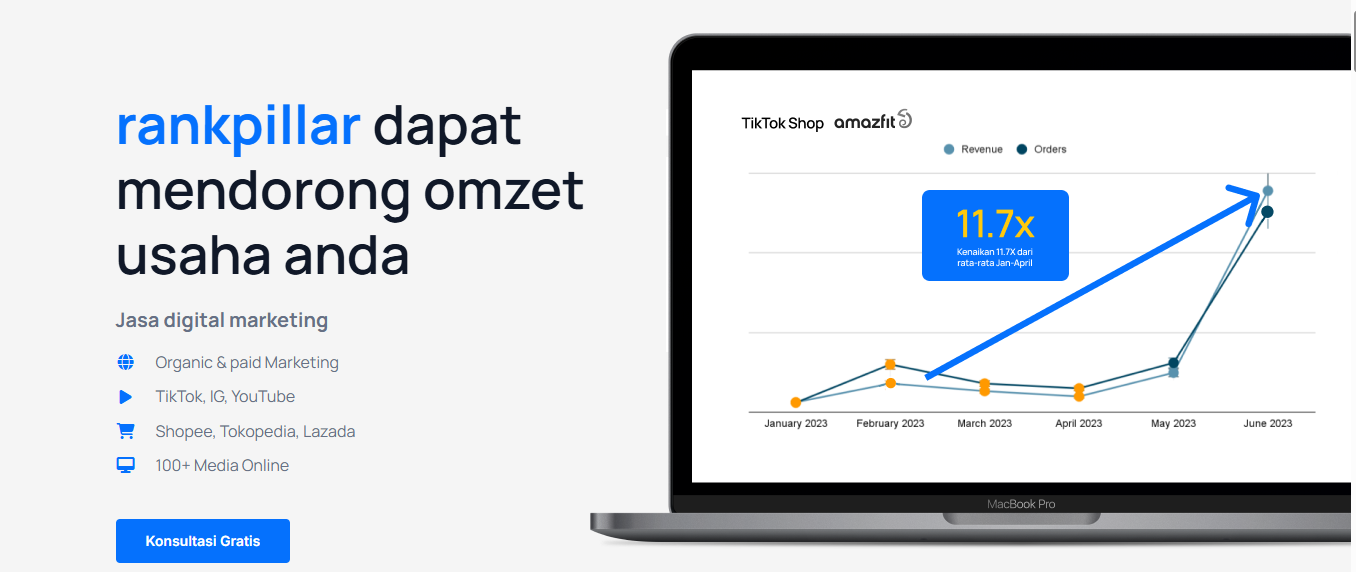 rankpillar dapat
mendorong omzet
usaha anda
Jasa digital marketing
Organic & paid Marketing
TikTok, IG, YouTube
Shopee, Tokopedia, Lazada
100+ Media Online
Konsultasi Gratis
TikTok Shop amazfit
Revenue Orders
11.7x
Kenaikan 11.7X dari
rata-rata Jan-April
January 2023 February 2023 March 2023 April 2023 May 2023 June 2023
MacBook Pro